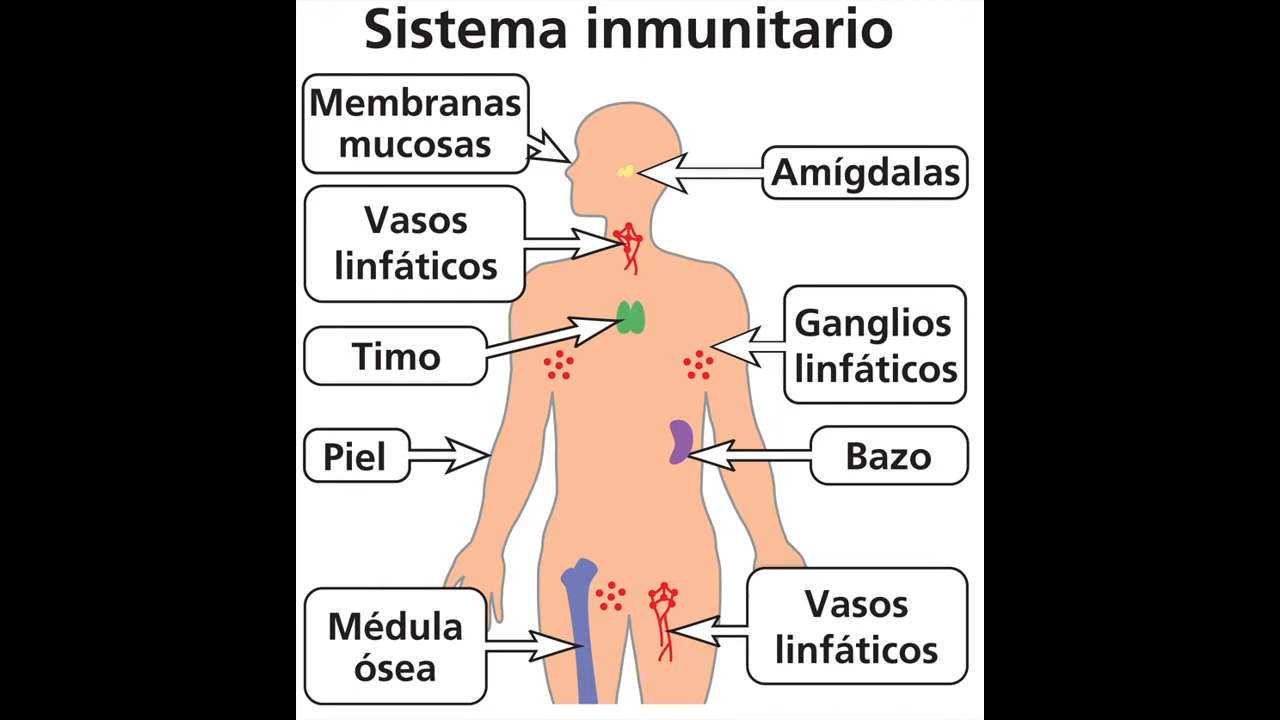 Sistema inmunitario
Membranas
mucosas
Amígdalas
Vasos
linfáticos
Ganglios
linfáticos
Timo
Piel
Bazo
Médula
ósea
Vasos
linfáticos